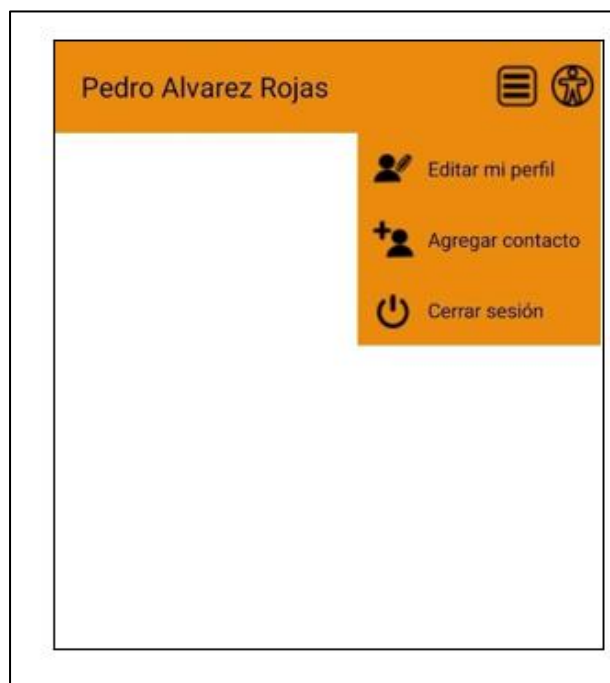 Pedro Alvarez Rojas
Editar mi perfil
Agregar contacto
Cerrar sesión